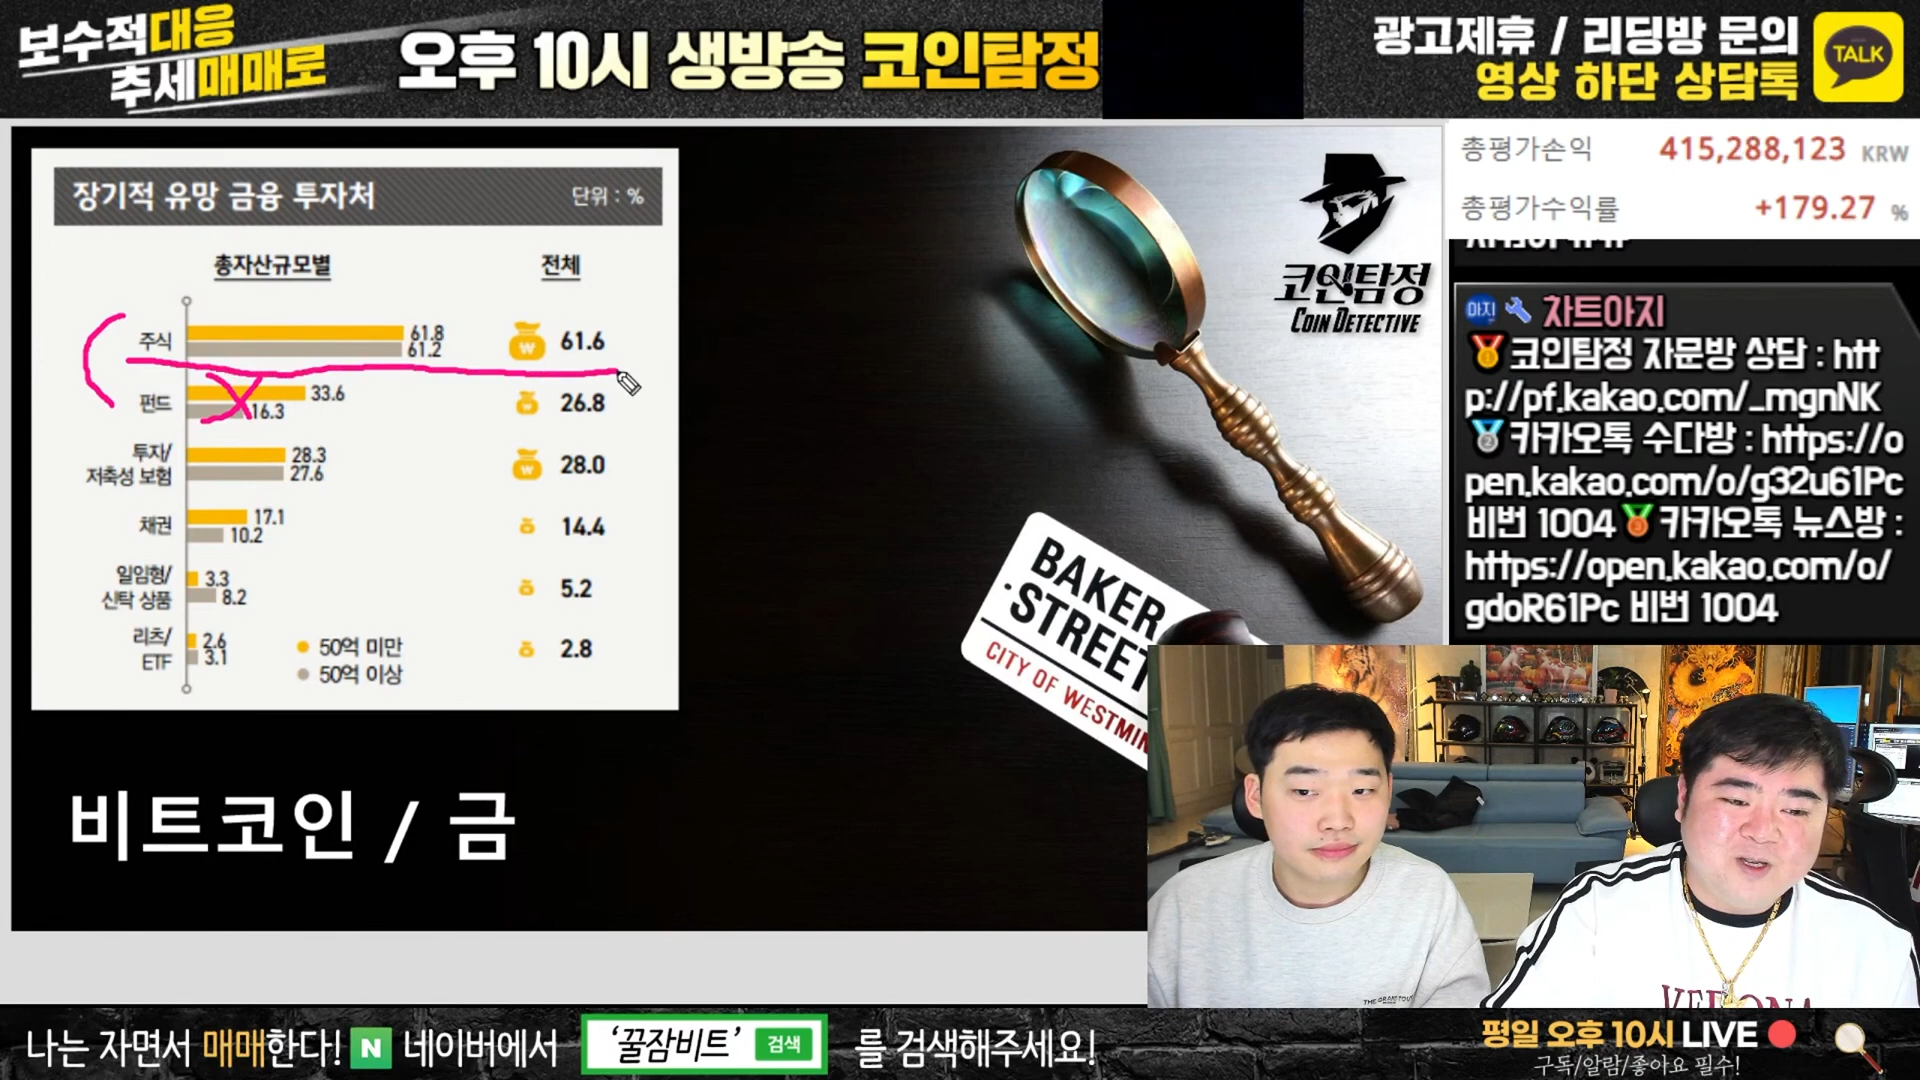 보수적대응
추세매매로
오후 10시 생방송 코인탐정
광고제휴 / 리딩방 문의
영상 하단 상담톡
TALK
장기적 유망 금융 투자처
단위 : %
총자산규모별
전체
주식
61.8
61.2
61.6
펀드
33.6
16.3
26.8
투자/
저축성 보험
28.3
27.6
28.0
채권
17.1
10.2
14.4
일임형/
신탁 상품
3.3
8.2
5.2
리츠/
ETF
2.6
3.1
2.8
50억 미만
50억 이상
비트코인 / 금
코인탐정
COIN DETECTIVE
BAKER
STREET
CITY OF WESTMIN
총평가손익 415,288,123 KRW
총평가수익률 +179.27 %
아지 차트아지
코인탐정 자문방 상담 : htt
p://pf.kakao.com/_mgnNK
카카오톡 수다방 : https://o
pen.kakao.com/o/g32u61Pc
비번 1004 카카오톡 뉴스방 :
https://open.kakao.com/o/
gdoR61Pc 비번 1004
THE GRAND TOUR
VERONA
나는 자면서 매매한다! N 네이버에서 '꿀잠비트' 검색 를 검색해주세요!
평일 오후 10시 LIVE
구독/알람/좋아요 필수!